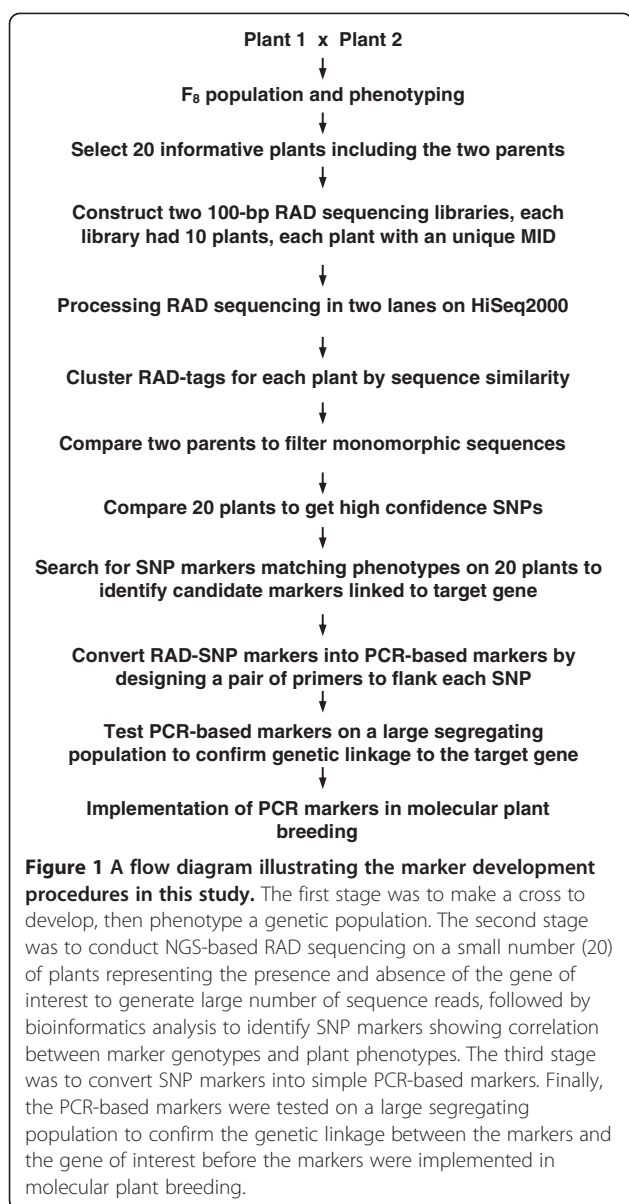 Plant 1 x Plant 2
↓
F₈ population and phenotyping
↓
Select 20 informative plants including the two parents
↓
Construct two 100-bp RAD sequencing libraries, each
library had 10 plants, each plant with an unique MID
↓
Processing RAD sequencing in two lanes on HiSeq2000
↓
Cluster RAD-tags for each plant by sequence similarity
↓
Compare two parents to filter monomorphic sequences
↓
Compare 20 plants to get high confidence SNPs
↓
Search for SNP markers matching phenotypes on 20 plants to
identify candidate markers linked to target gene
↓
Convert RAD-SNP markers into PCR-based markers by
designing a pair of primers to flank each SNP
↓
Test PCR-based markers on a large segregating
population to confirm genetic linkage to the target gene
↓
Implementation of PCR markers in molecular plant
breeding
Figure 1 A flow diagram illustrating the marker development
procedures in this study. The first stage was to make a cross to
develop, then phenotype a genetic population. The second stage
was to conduct NGS-based RAD sequencing on a small number (20)
of plants representing the presence and absence of the gene of
interest to generate large number of sequence reads, followed by
bioinformatics analysis to identify SNP markers showing correlation
between marker genotypes and plant phenotypes. The third stage
was to convert SNP markers into simple PCR-based markers. Finally,
the PCR-based markers were tested on a large segregating
population to confirm the genetic linkage between the markers and
the gene of interest before the markers were implemented in
molecular plant breeding.